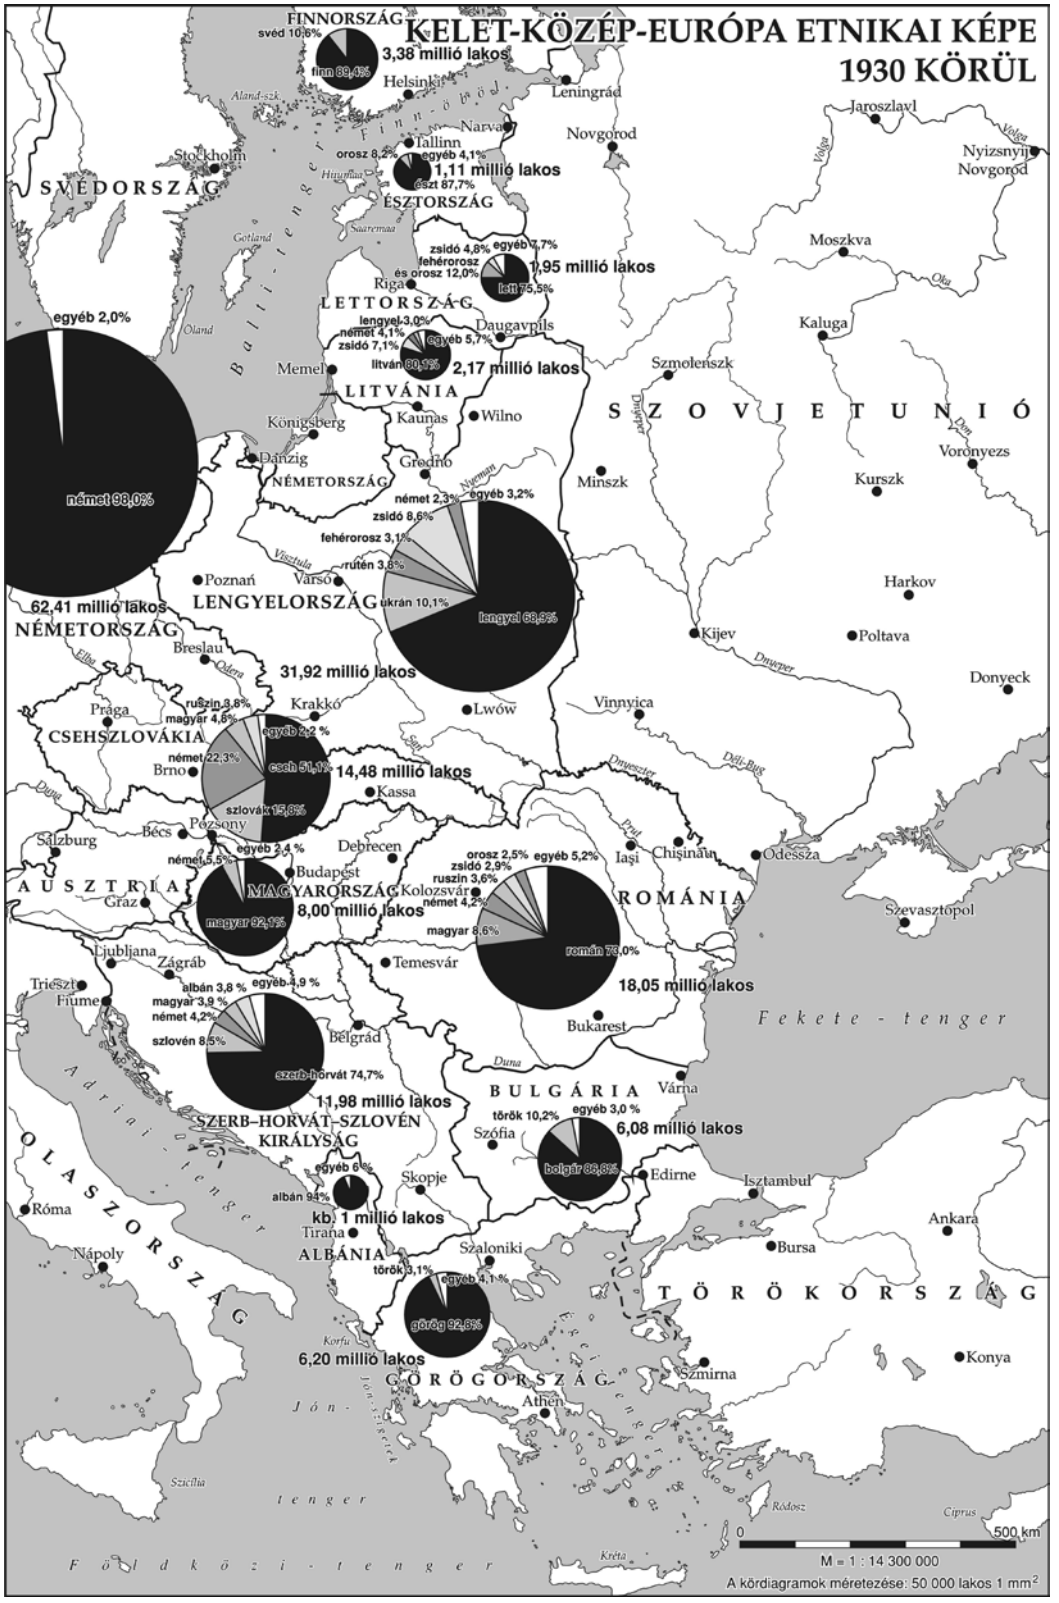 KELET-KÖZÉP-EURÓPA ETNIKAI KÉPE
1930 KÖRÜL
FINNORSZÁG
svéd 10,6%
3,38 millió lakos
finn 89,4%
Helsinki
Åland-szk.
Finn-öböl
Leningrád
Jaroszlavl
Volga
Volga
Narva
Novgorod
Nyizsnyij
Novgorod
Tallinn
Stockholm
orosz 8,2%
egyéb 4,1%
1,11 millió lakos
Hiiumaa
észt 87,7%
SVÉDORSZÁG
ÉSZTORSZÁG
Saaremaa
Gotland
Balti-tenger
Moszkva
zsidó 4,8%
egyéb 7,7%
fehérorosz
és orosz 12,0%
1,95 millió lakos
Oka
Riga
lett 75,5%
LETTORSZÁG
egyéb 2,0%
Öland
lengyel 3,0%
Daugavpils
Kaluga
német 4,1%
egyéb 5,7%
zsidó 7,1%
litván 80,1%
2,17 millió lakos
Szmolenszk
Memel
LITVÁNIA
Dnyeper
Kaunas
Wilno
SZOVJETUNIÓ
Königsberg
Don
Danzig
Voronyezs
Grodno
NÉMETORSZÁG
Nyeman
Minszk
Kurszk
német 98,0%
német 2,3%
egyéb 3,2%
zsidó 8,6%
fehérorosz 3,1%
Visztula
rutén 3,8%
Poznań
Varsó
Harkov
LENGYELORSZÁG
ukrán 10,1%
62,41 millió lakos
lengyel 68,9%
NÉMETORSZÁG
Kijev
Poltava
Breslau
Elba
Odera
31,92 millió lakos
Dnyeper
Donyeck
ruszin 3,8%
Krakkó
Prága
magyar 4,8%
Lwów
Vinnyica
CSEHSZLOVÁKIA
egyéb 2,2 %
San
német 22,3%
cseh 51,1%
14,48 millió lakos
Brno
Dnyeszter
Déli-Bug
Duna
Kassa
szlovák 15,8%
Bécs
Pozsony
Prut
Salzburg
egyéb 2,4 %
Debrecen
Iași
Chișinău
Odessza
német 5,5%
Budapest
orosz 2,5%
egyéb 5,2%
zsidó 2,9%
AUSZTRIA
MAGYARORSZÁG
ruszin 3,6%
Kolozsvár
ROMÁNIA
Graz
német 4,2%
8,00 millió lakos
magyar 92,1%
magyar 8,6%
Szevasztopol
Ljubljana
román 73,0%
Zágráb
Temesvár
Trieszt
albán 3,8 %
egyéb 4,9 %
18,05 millió lakos
Fiume
magyar 3,9 %
német 4,2%
Belgrád
Bukarest
Fekete-tenger
szlovén 8,5%
szerb-horvát 74,7%
Duna
11,98 millió lakos
BULGÁRIA
Várna
SZERB–HORVÁT–SZLOVÉN
KIRÁLYSÁG
török 10,2%
egyéb 3,0 %
6,08 millió lakos
Szófia
Adriai-tenger
OLASZORSZÁG
egyéb 6 %
bolgár 86,8%
Edirne
Skopje
albán 94%
Isztambul
Róma
kb. 1 millió lakos
Ankara
Tirana
ALBÁNIA
Szaloniki
Bursa
Nápoly
török 3,1%
egyéb 4,1 %
TÖRÖKORSZÁG
görög 92,8%
Korfu
6,20 millió lakos
Égei-tenger
Konya
Szmirna
GÖRÖGORSZÁG
Jón-szigetek
Athén
Jón-
tenger
Szicília
Ródosz
Ciprus
Kréta
Földközi-tenger
0
500 km
M = 1 : 14 300 000
A kördiagramok méretezése: 50 000 lakos 1 mm²